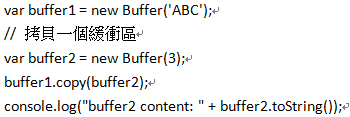 var buffer1 = new Buffer('ABC');
// 拷貝一個緩衝區
var buffer2 = new Buffer(3);
buffer1.copy(buffer2);
console.log("buffer2 content: " + buffer2.toString());